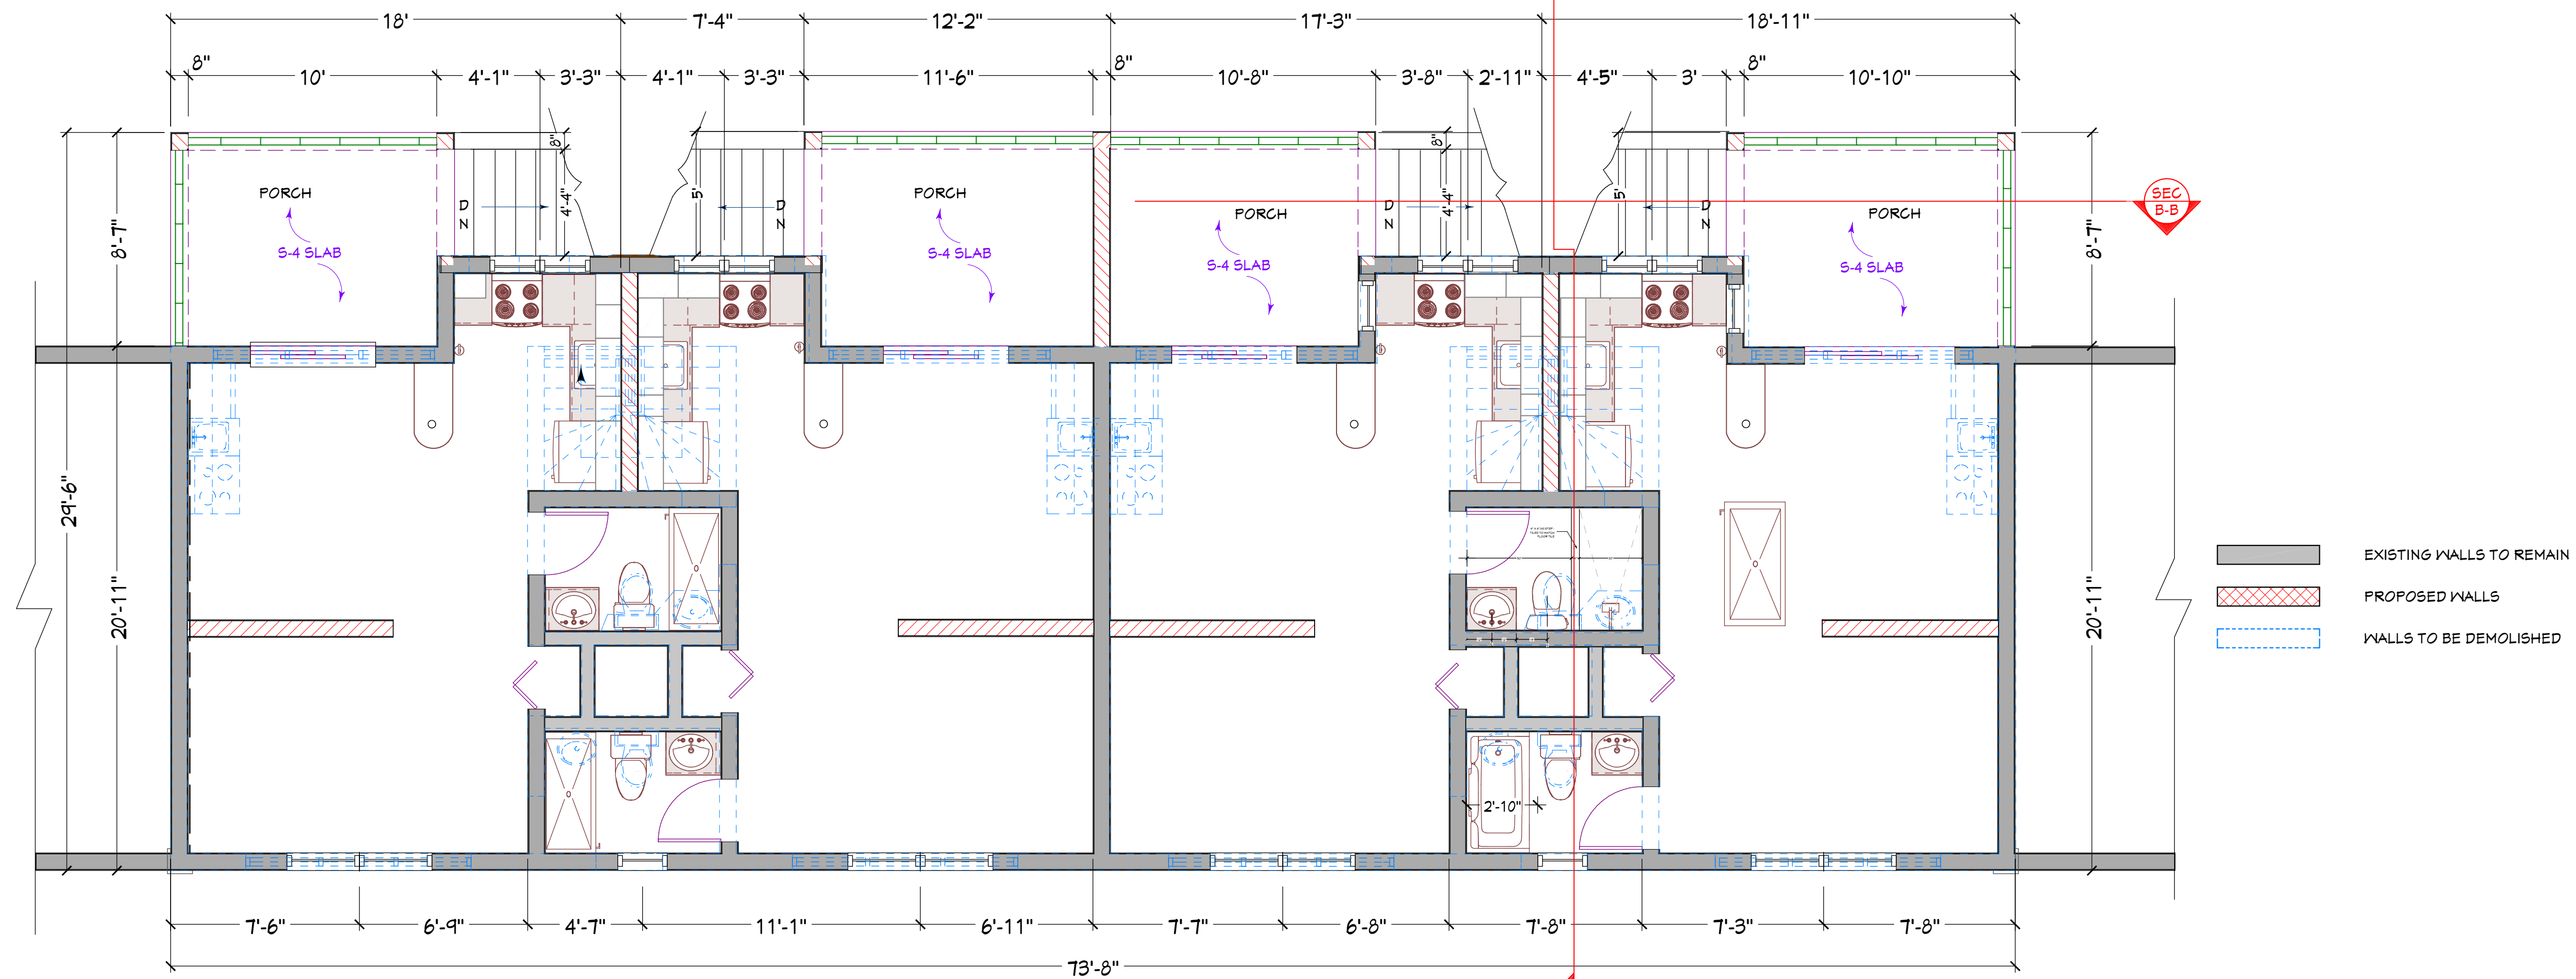 18' 7'-4" 12'-2" 17'-3" 18'-11"
8" 10' 4'-1" 3'-3" 4'-1" 3'-3" 11'-6" 8" 10'-8" 3'-8" 2'-11" 4'-5" 3' 8" 10'-10"
8" 8"
PORCH PORCH PORCH PORCH
SEC
B-B
D
N
4'-4"
5'
D
N
D
N
4'-4"
5'
D
N
S-4 SLAB S-4 SLAB S-4 SLAB S-4 SLAB
8'-7" 8'-7"
29'-6"
20'-11" 20'-11"
EXISTING WALLS TO REMAIN
PROPOSED WALLS
WALLS TO BE DEMOLISHED
FLOOR TILE
2'-10"
7'-6" 6'-9" 4'-7" 11'-1" 6'-11" 7'-7" 6'-8" 7'-8" 7'-3" 7'-8"
73'-8"